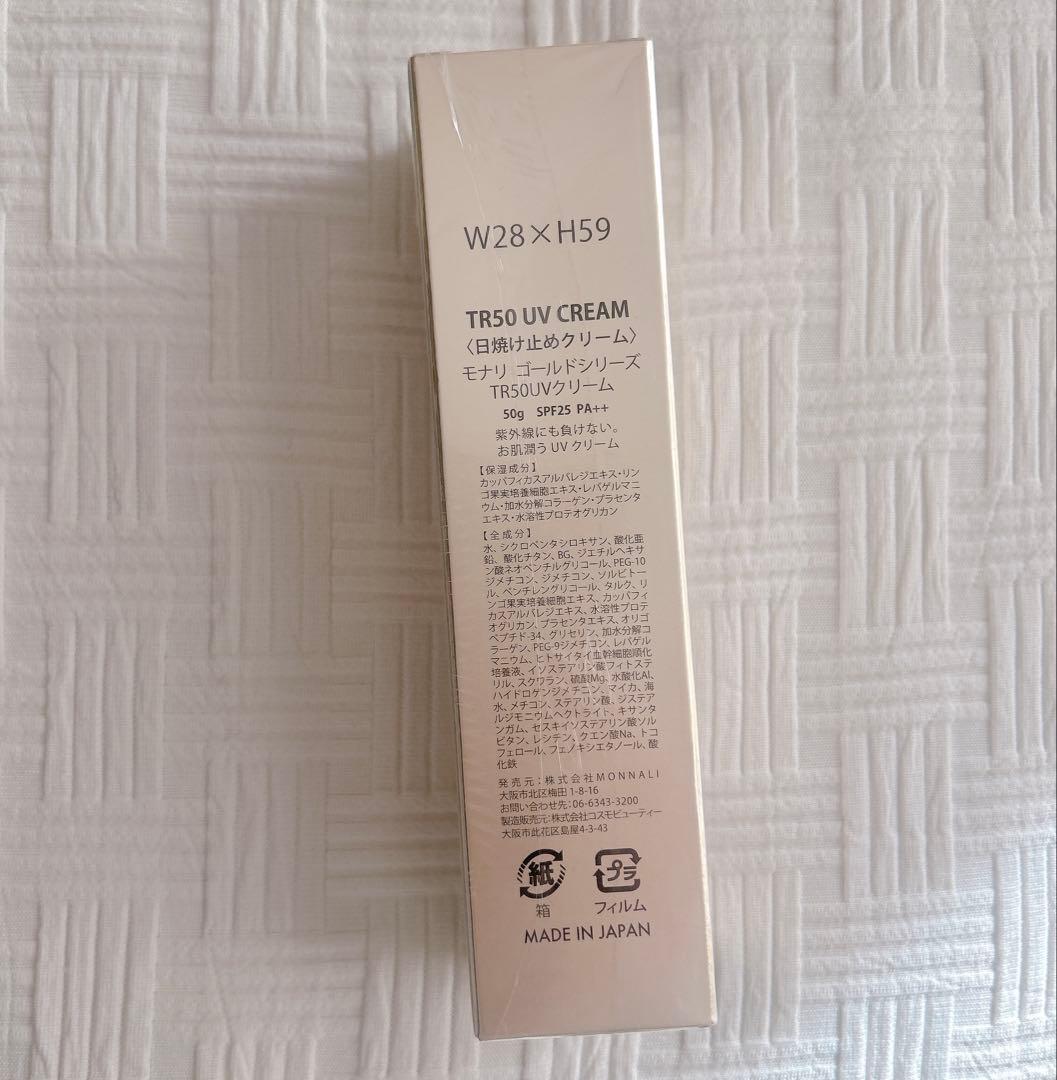 W28×H59
TR50 UV CREAM
〈日焼け止めクリーム〉
モナリ ゴールドシリーズ
TR50UVクリーム
50g SPF25 PA++
紫外線にも負けない。
お肌潤う UV クリーム
【保湿成分】
カッパフィカスアルバレジエキス・リン
ゴ果実培養細胞エキス・レパゲルマニ
ウム・加水分解コラーゲン・プラセンタ
エキス・水溶性プロテオグリカン
【全成分】
水、シクロペンタシロキサン、酸化亜
鉛、酸化チタン、BG、ジエチルヘキサ
ン酸ネオペンチルグリコール、PEG-10
ジメチコン、ジメチコン、ソルビトー
ル、ペンチレングリコール、タルク、リ
ンゴ果実培養細胞エキス、カッパフィ
カスアルバレジエキス、水溶性プロテ
オグリカン、プラセンタエキス、オリゴ
ペプチド-34、グリセリン、加水分解コ
ラーゲン、PEG-9ジメチコン、レパゲル
マニウム、ヒトサイタイ血幹細胞順化
培養液、イソステアリン酸フィトステ
リル、スクワラン、硫酸Mg、水酸化Al、
ハイドロゲンジメチコン、マイカ、海
水、メチコン、ステアリン酸、ジステア
ルジモニウムヘクトライト、キサンタ
ンガム、セスキイソステアリン酸ソル
ビタン、レシチン、クエン酸Na、トコ
フェロール、フェノキシエタノール、酸
化鉄
発売元：株式会社MONNALI
大阪市北区梅田1-8-16
お問い合わせ先：06-6343-3200
製造販売元：株式会社コスモビューティー
大阪市此花区島屋4-3-43
紙 プラ
箱 フィルム
MADE IN JAPAN